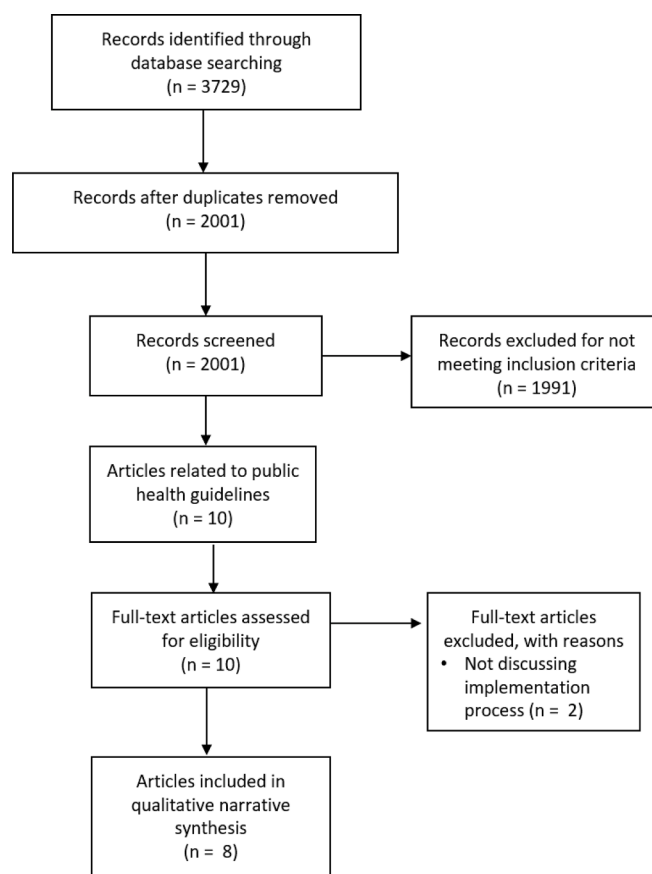 Records identified through
database searching
(n = 3729)
Records after duplicates removed
(n = 2001)
Records screened
(n = 2001)
Records excluded for not
meeting inclusion criteria
(n = 1991)
Articles related to public
health guidelines
(n = 10)
Full-text articles assessed
for eligibility
(n = 10)
Full-text articles
excluded, with reasons
• Not discussing
implementation
process (n = 2)
Articles included in
qualitative narrative
synthesis
(n = 8)